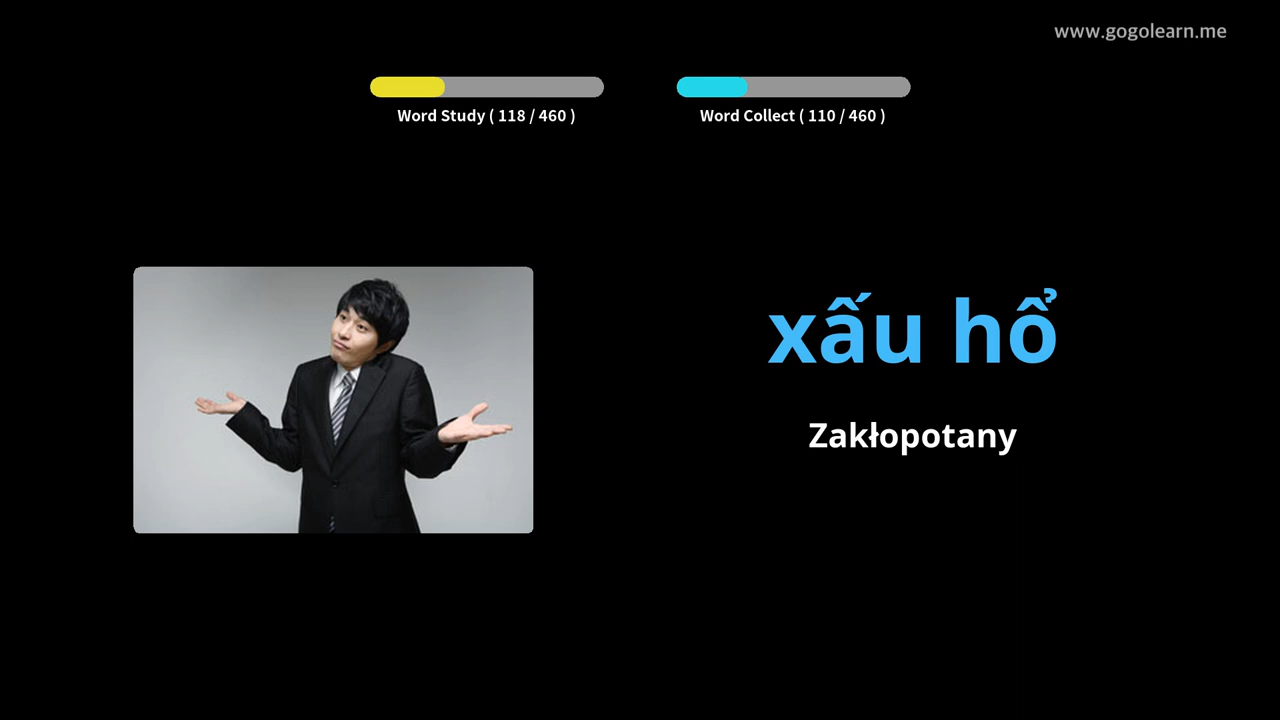 www.gogolearn.me
Word Study ( 118 / 460 )
Word Collect ( 110 / 460 )
xấu hổ
Zakłopotany